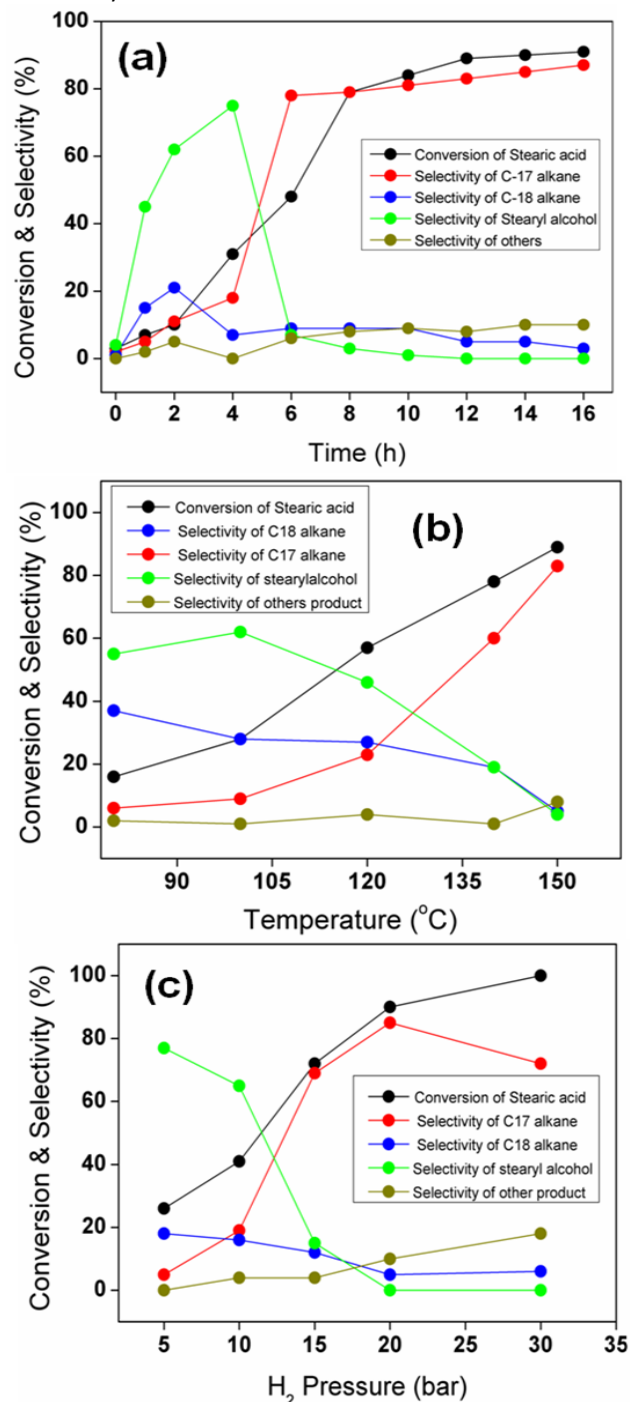 (a)
Conversion & Selectivity (%)
100
80
60
40
20
0
Conversion of Stearic acid
Selectivity of C-17 alkane
Selectivity of C-18 alkane
Selectivity of Stearyl alcohol
Selectivity of others
0 2 4 6 8 10 12 14 16
Time (h)
(b)
Conversion & Selectivity (%)
100
80
60
40
20
0
Conversion of Stearic acid
Selectivity of C18 alkane
Selectivity of C17 alkane
Selectivity of stearylalcohol
Selectivity of others product
90 105 120 135 150
Temperature (°C)
(c)
Conversion & Selectivity (%)
100
80
60
40
20
0
Conversion of Stearic acid
Selectivity of C17 alkane
Selectivity of C18 alkane
Selectivity of stearyl alcohol
Selectivity of other product
5 10 15 20 25 30 35
H₂ Pressure (bar)